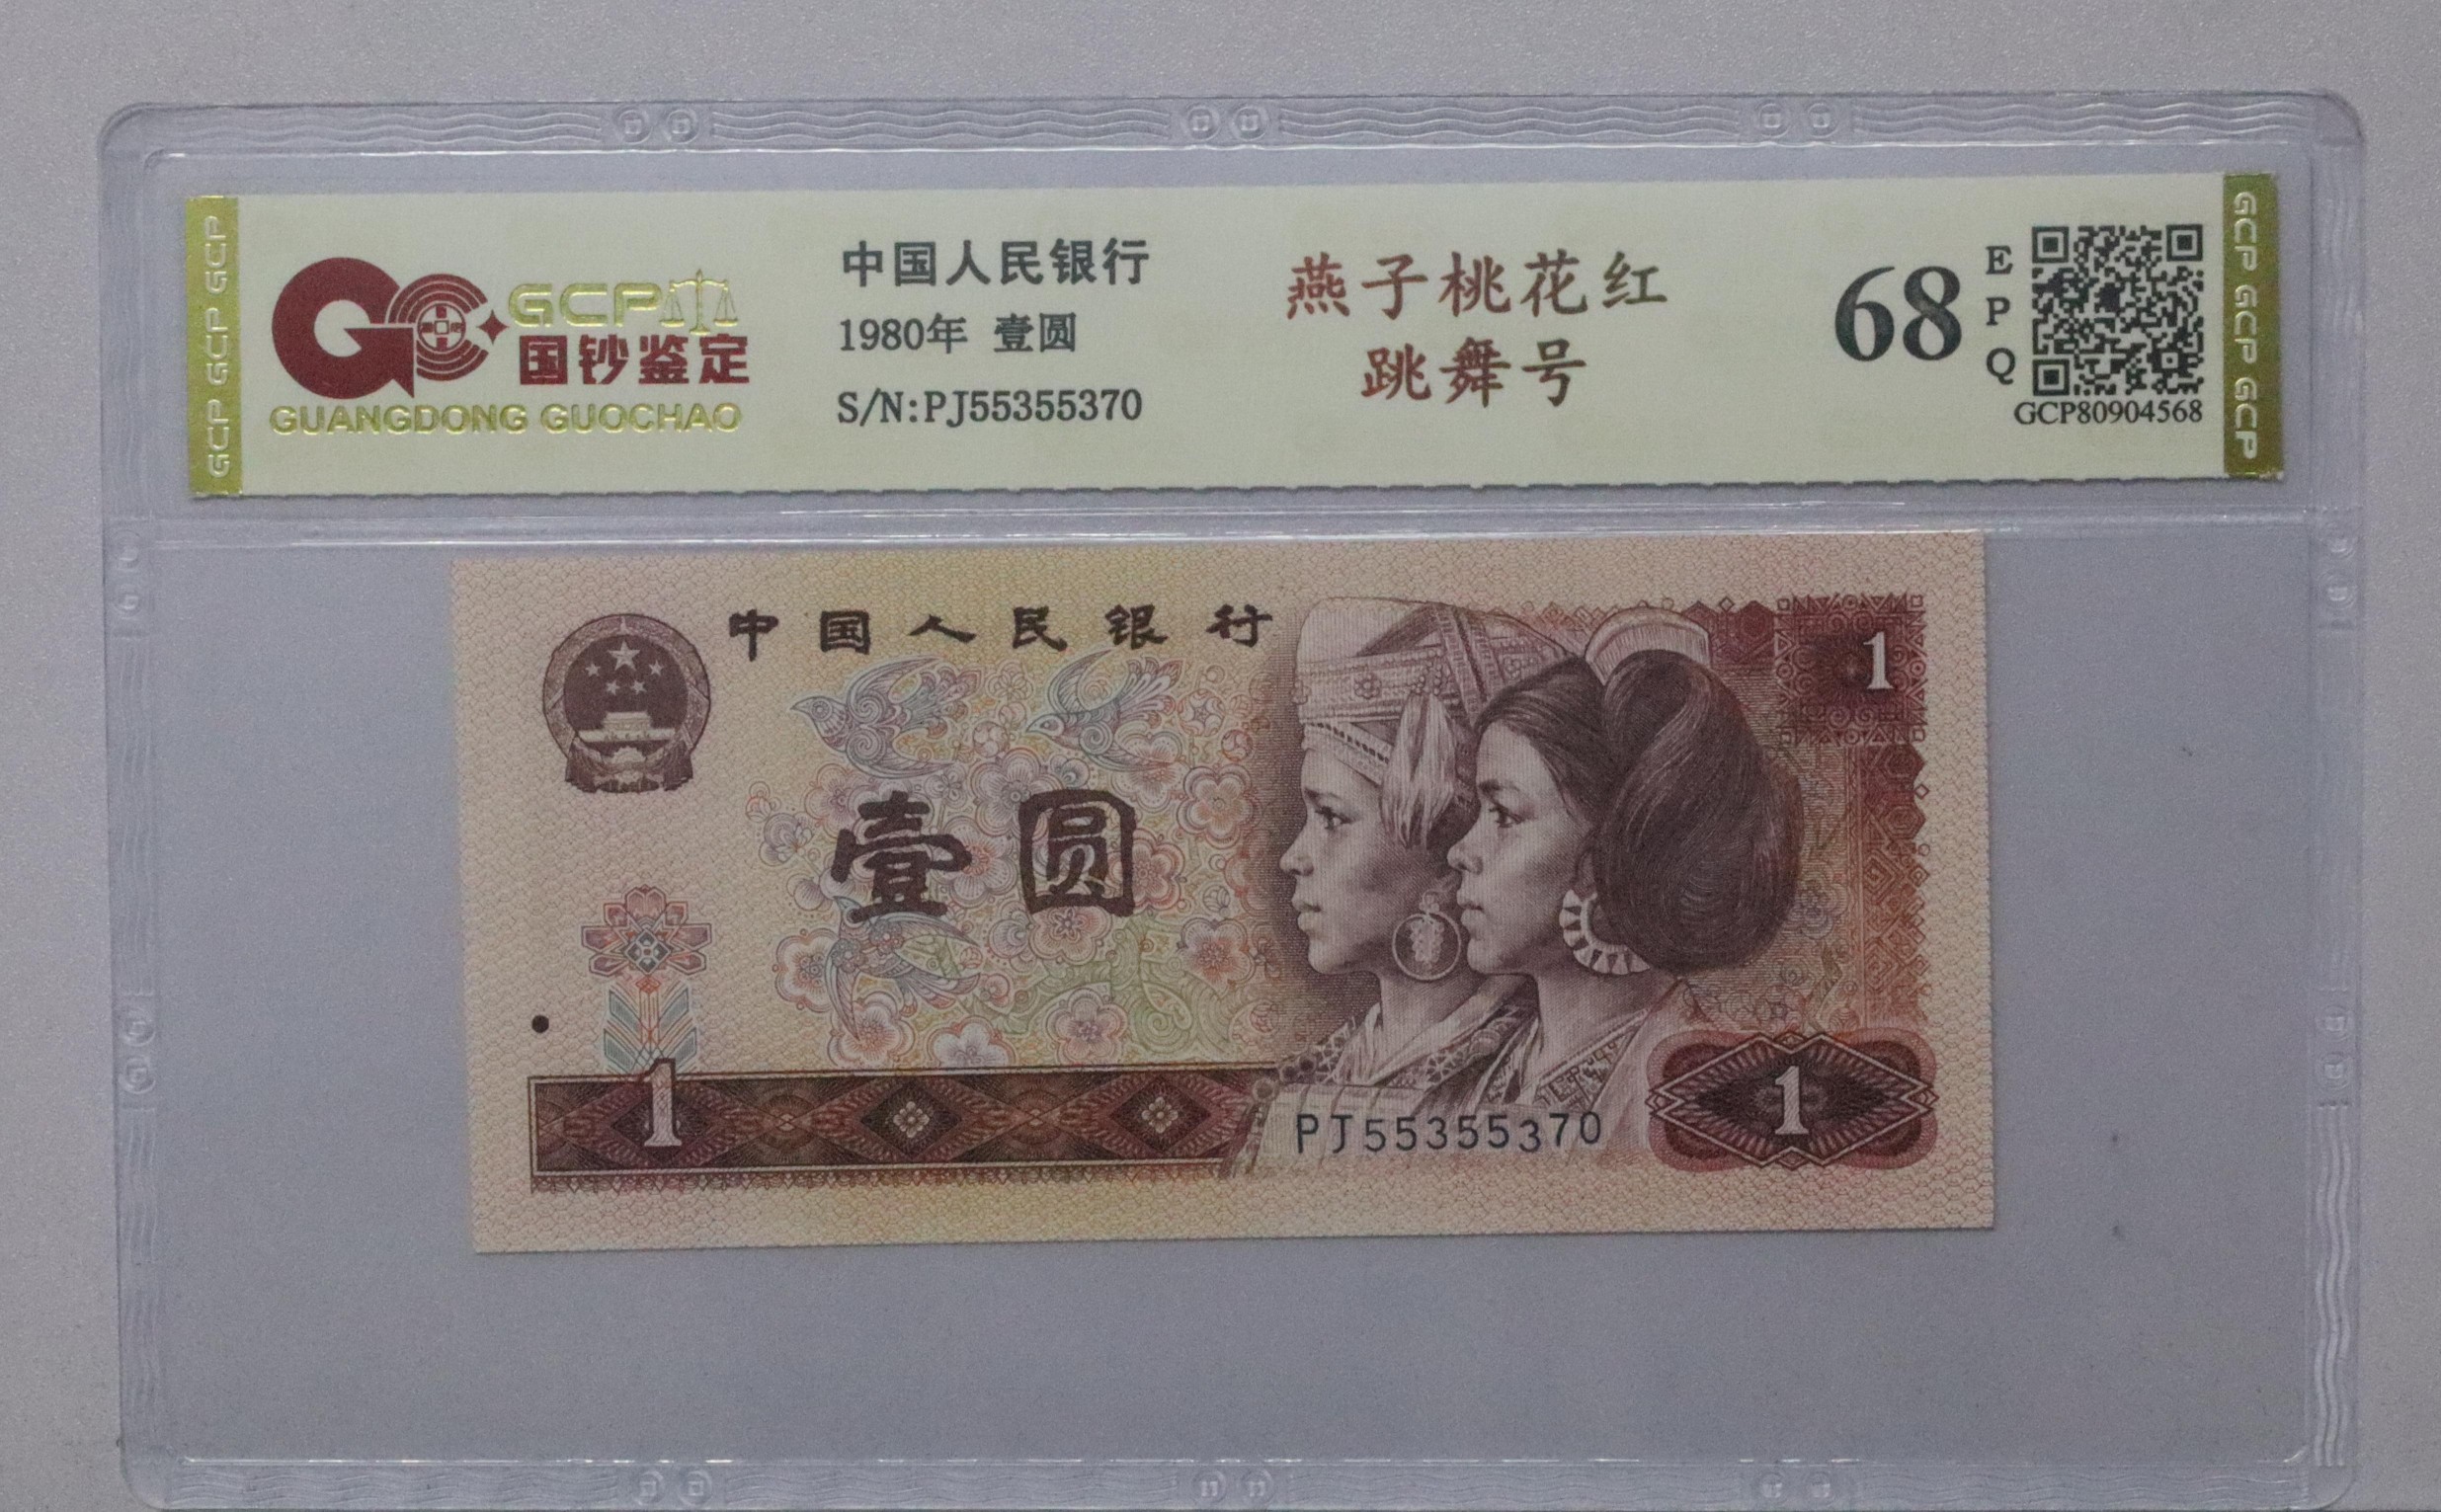 GCP GCP GCP
GCP
国钞鉴定
GUANGDONG GUOCHAO
中国人民银行
1980年 壹圆
S/N:PJ55355370
燕子桃花红
跳舞号
68
EPQ
GCP80904568
GCP GCP GCP
中国人民银行
1
壹圆
1
PJ55355370
1